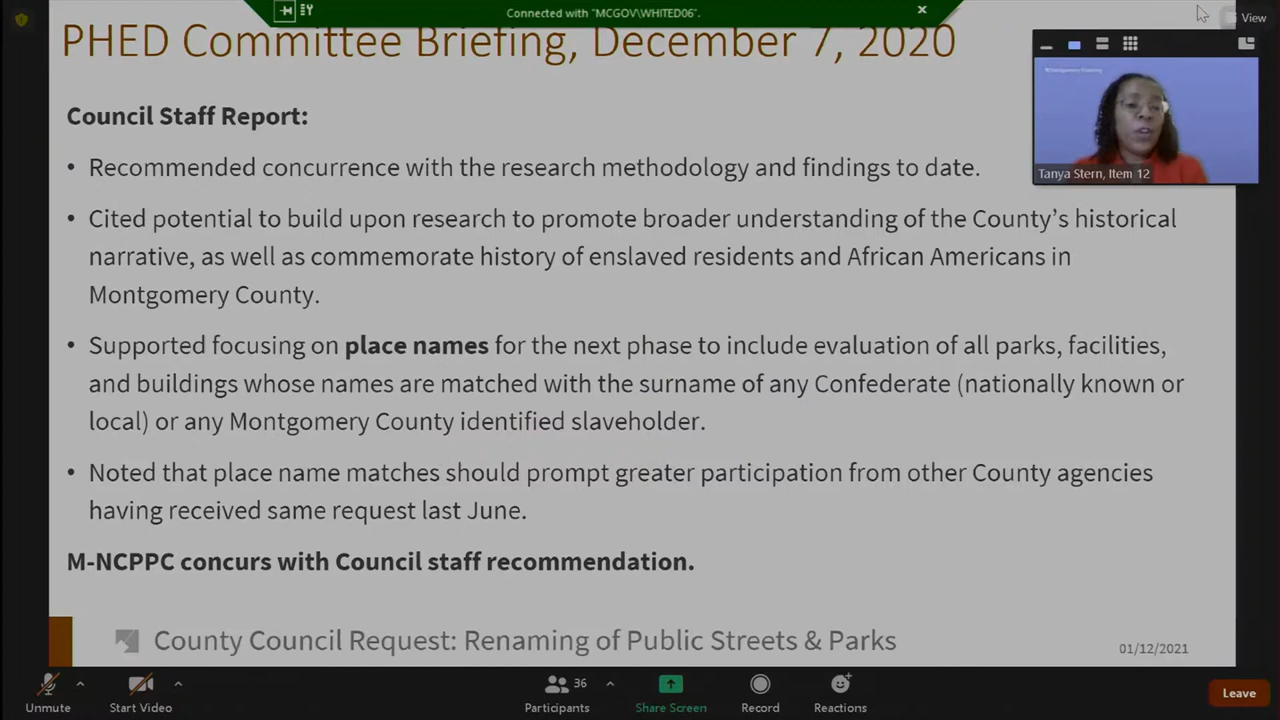 Connected with "MCGOV\WHITED06".
View
PHED Committee Briefing, December 7, 2020
Tanya Stern, Item 12
Council Staff Report:
• Recommended concurrence with the research methodology and findings to date.
• Cited potential to build upon research to promote broader understanding of the County's historical
narrative, as well as commemorate history of enslaved residents and African Americans in
Montgomery County.
• Supported focusing on place names for the next phase to include evaluation of all parks, facilities,
and buildings whose names are matched with the surname of any Confederate (nationally known or
local) or any Montgomery County identified slaveholder.
• Noted that place name matches should prompt greater participation from other County agencies
having received same request last June.
M-NCPPC concurs with Council staff recommendation.
County Council Request: Renaming of Public Streets & Parks
01/12/2021
Unmute
Start Video
36
Participants
Share Screen
Record
Reactions
Leave